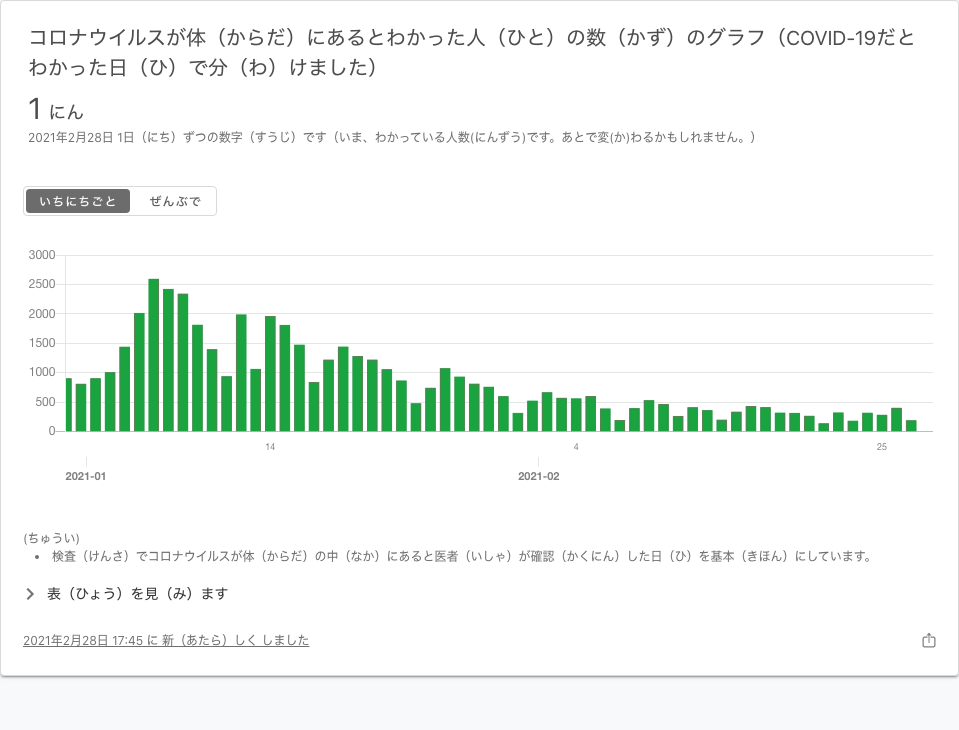 コロナウイルスが体（からだ）にあるとわかった人（ひと）の数（かず）のグラフ（COVID-19だと
わかった日（ひ）で分（わ）けました）
1 にん
2021年2月28日 1日（にち）ずつの数字（すうじ）です（いま、わかっている人数(にんずう)です。あとで変(か)わるかもしれません。）
いちにちごと ぜんぶで
3000
2500
2000
1500
1000
500
0
14 4 25
2021-01 2021-02
(ちゅうい)
• 検査（けんさ）でコロナウイルスが体（からだ）の中（なか）にあると医者（いしゃ）が確認（かくにん）した日（ひ）を基本（きほん）にしています。
表（ひょう）を見（み）ます
2021年2月28日 17:45 に 新（あたら）しく しました